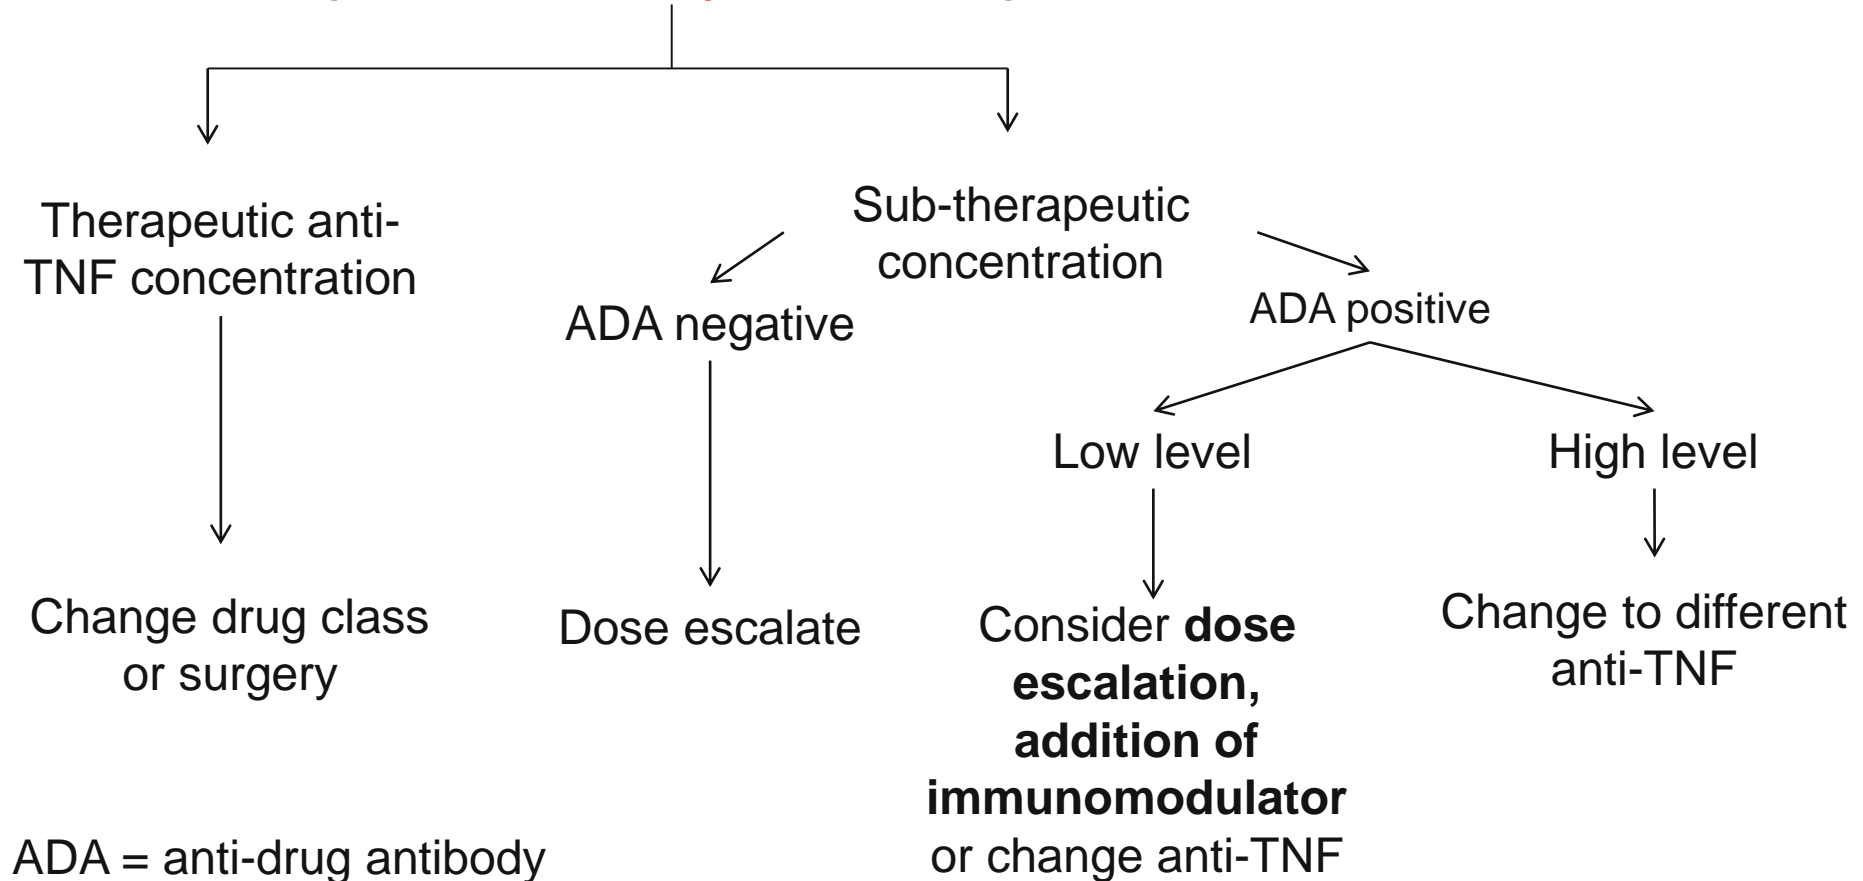 Therapeutic anti-
TNF concentration
Sub-therapeutic
concentration
ADA negative
ADA positive
Low level
High level
Change drug class
or surgery
Dose escalate
Consider dose
escalation,
addition of
immunomodulator
or change anti-TNF
Change to different
anti-TNF
ADA = anti-drug antibody